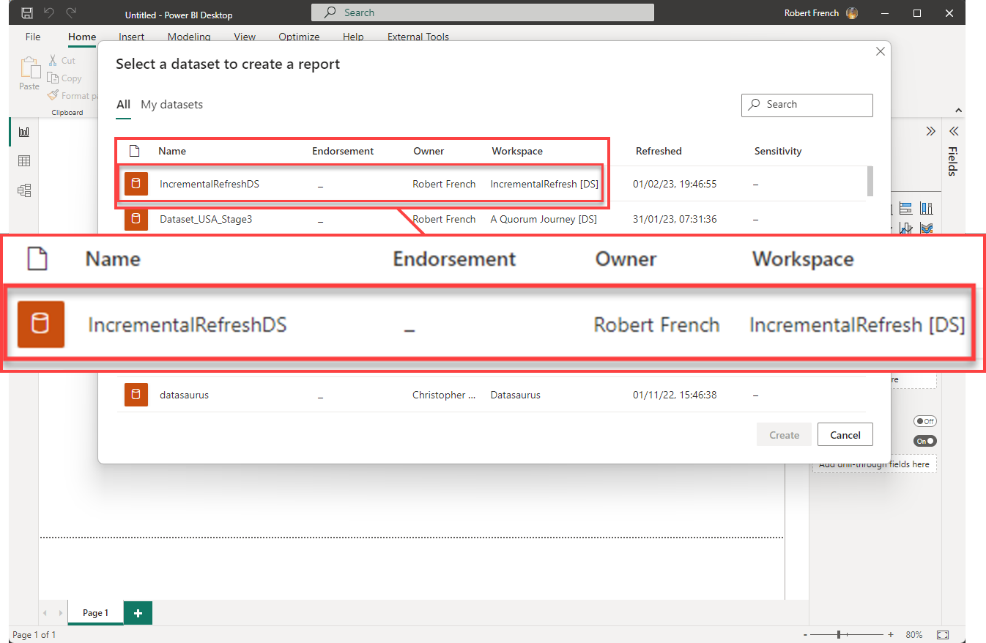 Untitled - Power BI Desktop
Search
Robert French
File Home Insert Modeling View Optimize Help External Tools
Paste
Cut
Copy
Format
Clipboard
Select a dataset to create a report
All My datasets
Search
Name Endorsement Owner Workspace Refreshed Sensitivity
IncrementalRefreshDS – Robert French IncrementalRefresh [DS] 01/02/23, 19:46:55 –
Dataset_USA_Stage3 – Robert French A Quorum Journey [DS] 31/01/23, 07:31:36 –
Fields
Name Endorsement Owner Workspace
IncrementalRefreshDS – Robert French IncrementalRefresh [DS]
datasaurus – Christopher ... Datasaurus 01/11/22, 15:46:38 –
Create Cancel
Off
On
Add drill-through fields here
Page 1
Page 1 of 1
- + 80%